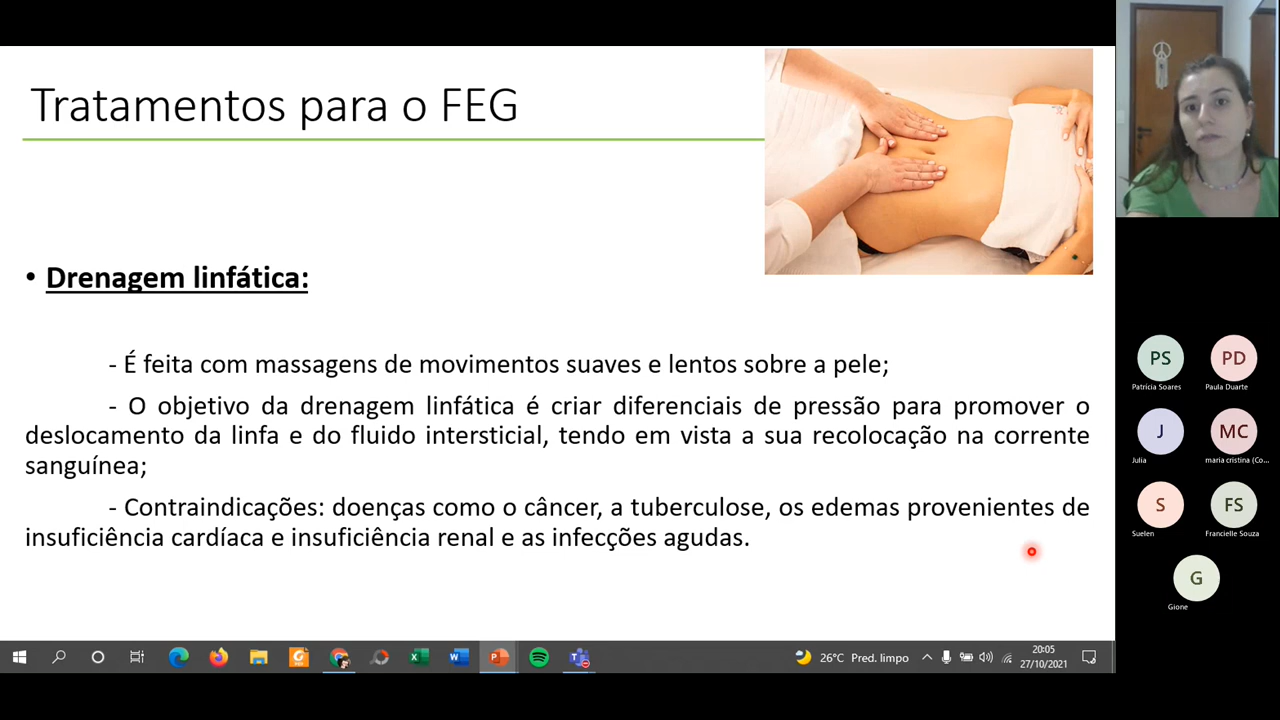 Tratamentos para o FEG
• Drenagem linfática:
- É feita com massagens de movimentos suaves e lentos sobre a pele;
- O objetivo da drenagem linfática é criar diferenciais de pressão para promover o
deslocamento da linfa e do fluido intersticial, tendo em vista a sua recolocação na corrente
sanguínea;
- Contraindicações: doenças como o câncer, a tuberculose, os edemas provenientes de
insuficiência cardíaca e insuficiência renal e as infecções agudas.
PS
PD
Patrícia Soares
Paula Duarte
J
MC
Julia
maria cristina (Co...
S
FS
Suelen
Francielle Souza
G
Gione
26°C Pred. limpo
20:05
27/10/2021